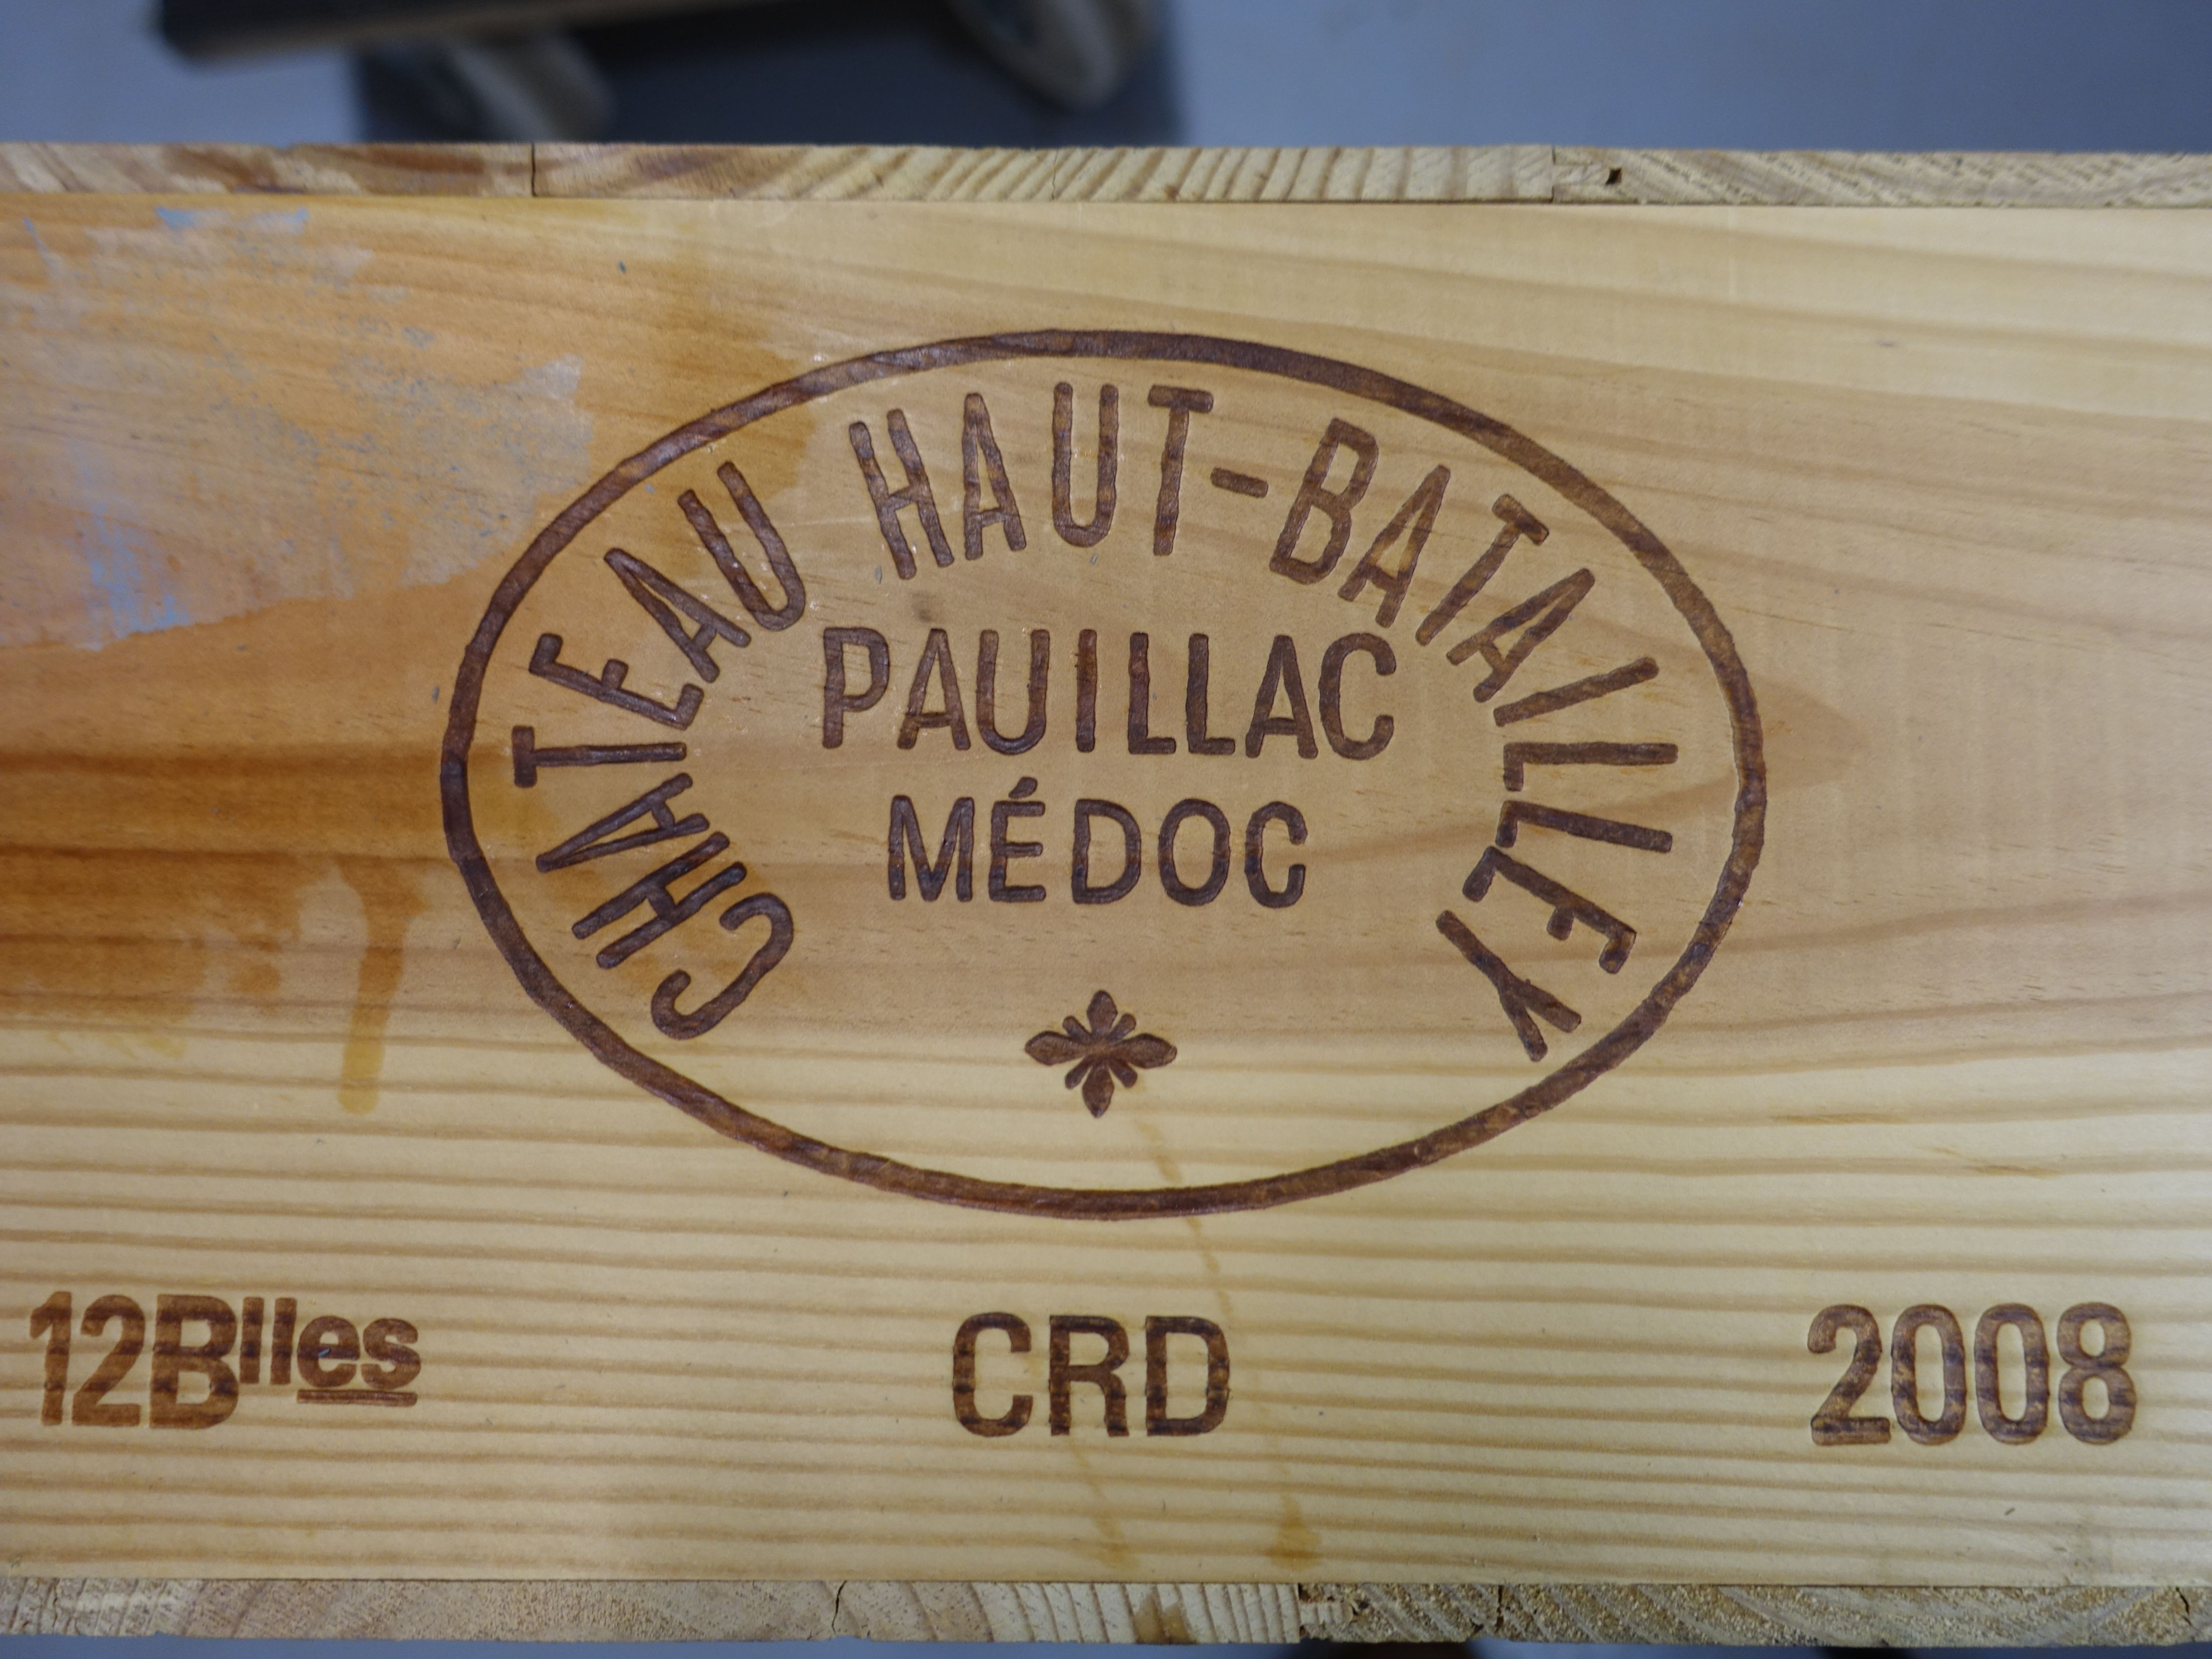 CHATEAU HAUT-BATAILLEY
PAUILLAC
MÉDOC
12Blles CRD 2008